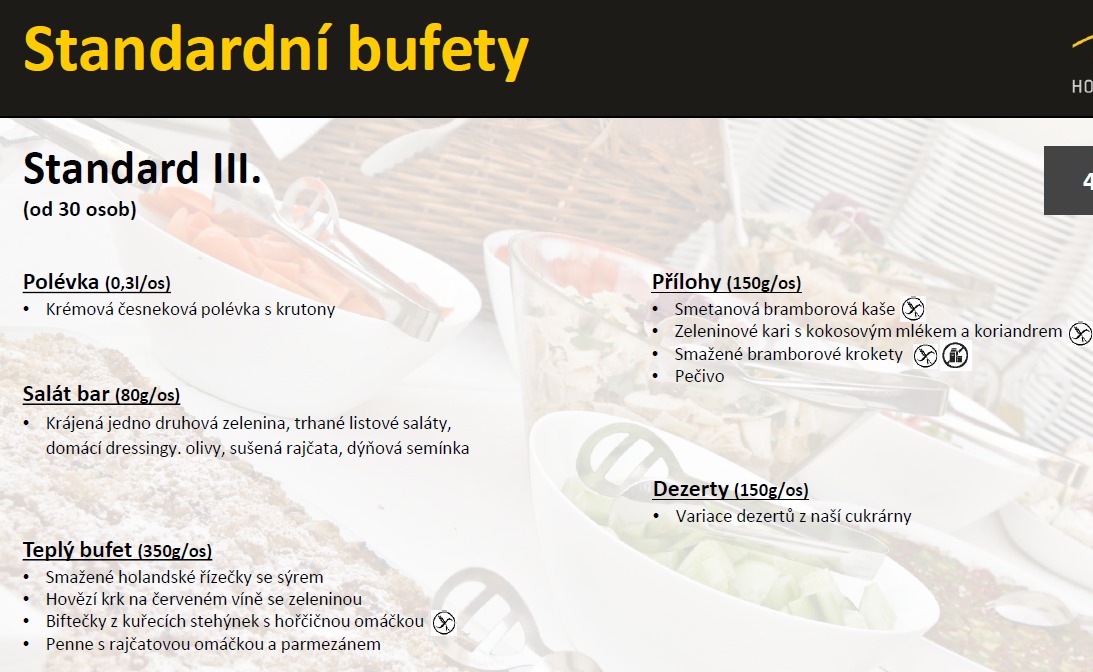 Standardní bufety
HO
Standard III.
(od 30 osob)
4
Polévka (0,3l/os)
• Krémová česneková polévka s krutony
Salát bar (80g/os)
• Krájená jedno druhová zelenina, trhané listové saláty,
domácí dressingy. olivy, sušená rajčata, dýňová semínka
Teplý bufet (350g/os)
• Smažené holandské řízečky se sýrem
• Hovězí krk na červeném víně se zeleninou
• Biftečky z kuřecích stehýnek s hořčičnou omáčkou
• Penne s rajčatovou omáčkou a parmezánem
Přílohy (150g/os)
• Smetanová bramborová kaše
• Zeleninové kari s kokosovým mlékem a koriandrem
• Smažené bramborové krokety
• Pečivo
Dezerty (150g/os)
• Variace dezertů z naší cukrárny